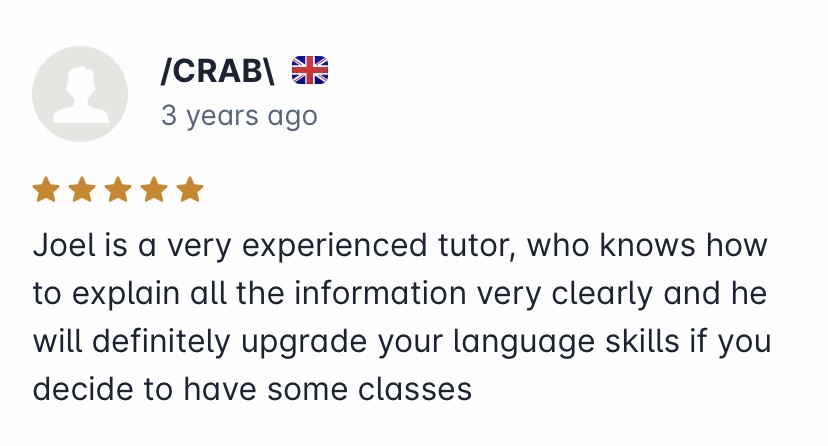 /CRAB\
3 years ago
Joel is a very experienced tutor, who knows how
to explain all the information very clearly and he
will definitely upgrade your language skills if you
decide to have some classes